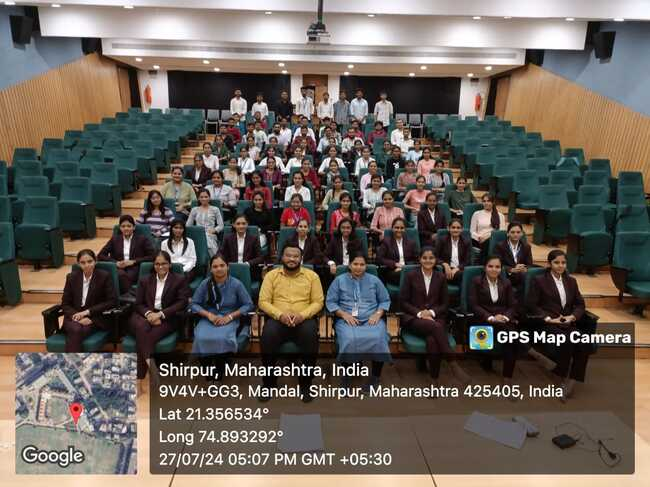 GPS Map Camera
Shirpur, Maharashtra, India
9V4V+GG3, Mandal, Shirpur, Maharashtra 425405, India
Lat 21.356534°
Long 74.893292°
27/07/24 05:07 PM GMT +05:30
Google